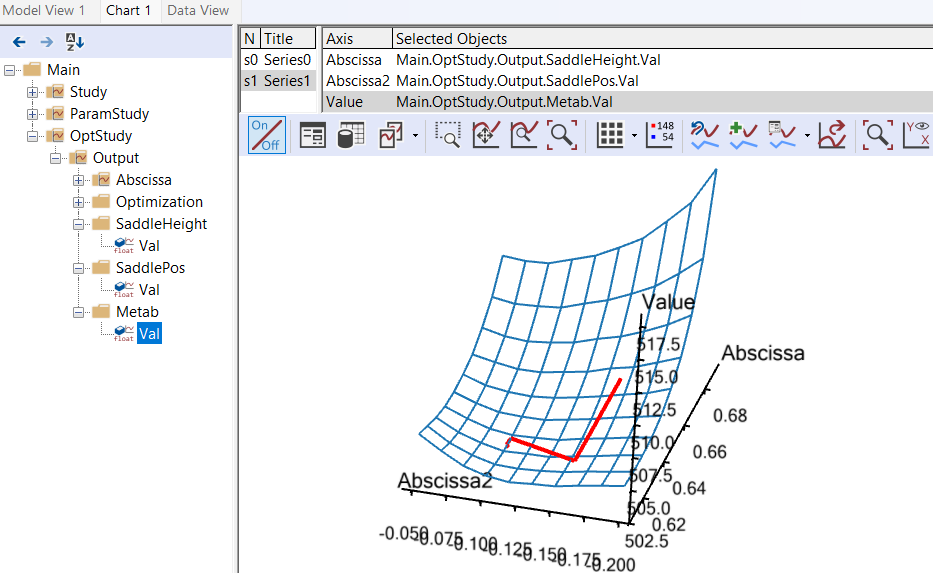 Model View 1 Chart 1 Data View
A
Z
Main
Study
ParamStudy
OptStudy
Output
Abscissa
Optimization
SaddleHeight
float Val
SaddlePos
float Val
Metab
float Val
N Title Axis Selected Objects
s0 Series0 Abscissa Main.OptStudy.Output.SaddleHeight.Val
s1 Series1 Abscissa2 Main.OptStudy.Output.SaddlePos.Val
Value Main.OptStudy.Output.Metab.Val
On
Off
148
54
Y
X
Value
517.5
515.0
512.5
510.0
507.5
505.0
502.5
Abscissa
0.68
0.66
0.64
0.62
Abscissa2
-0.050
-0.075
-0.100
-0.125
-0.150
-0.175
-0.200